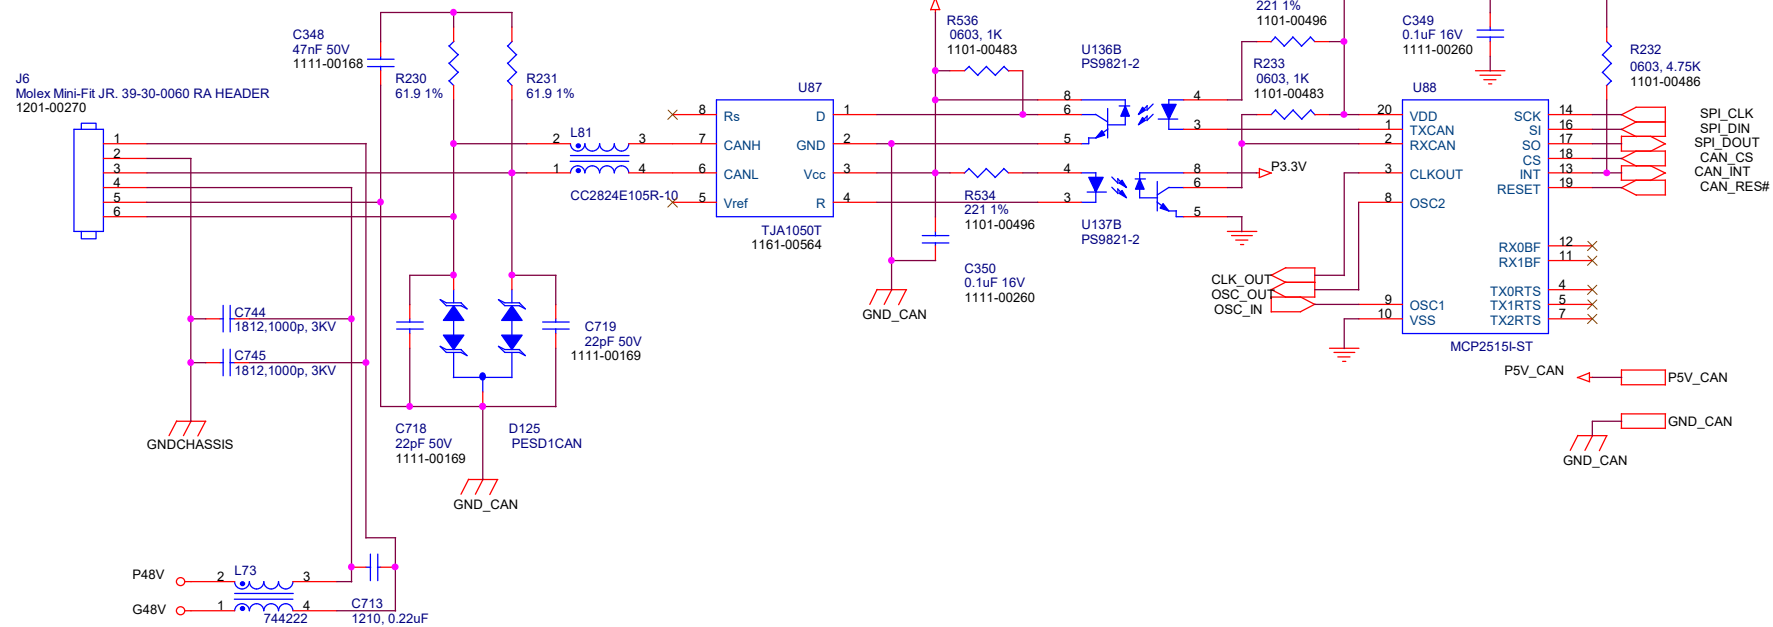 J6
Molex Mini-Fit JR. 39-30-0060 RA HEADER
1201-00270
1
2
3
4
5
6
C348
47nF 50V
1111-00168
R230
61.9 1%
R231
61.9 1%
2
L81
3
1
4
CC2824E105R-10
C744
1812,1000p, 3KV
C745
1812,1000p, 3KV
GNDCHASSIS
C718
22pF 50V
1111-00169
C719
22pF 50V
1111-00169
D125
PESD1CAN
GND_CAN
P48V
G48V
2
L73
3
1
4
744222
C713
1210, 0.22uF
U87
8
Rs
D
1
7
CANH
GND
2
6
CANL
Vcc
3
5
Vref
R
4
TJA1050T
1161-00564
R536
0603, 1K
1101-00483
U136B
PS9821-2
8
6
5
4
3
221 1%
1101-00496
R233
0603, 1K
1101-00483
R534
221 1%
1101-00496
4
3
8
6
5
P3.3V
U137B
PS9821-2
C350
0.1uF 16V
1111-00260
GND_CAN
C349
0.1uF 16V
1111-00260
R232
0603, 4.75K
1101-00486
U88
20
VDD
1
TXCAN
2
RXCAN
3
CLKOUT
8
OSC2
9
OSC1
10
VSS
SCK
14
SI
16
SO
17
CS
18
INT
13
RESET
19
RX0BF
12
RX1BF
11
TX0RTS
4
TX1RTS
5
TX2RTS
7
MCP2515I-ST
SPI_CLK
SPI_DIN
SPI_DOUT
CAN_CS
CAN_INT
CAN_RES#
CLK_OUT
OSC_OUT
OSC_IN
P5V_CAN
P5V_CAN
GND_CAN
GND_CAN